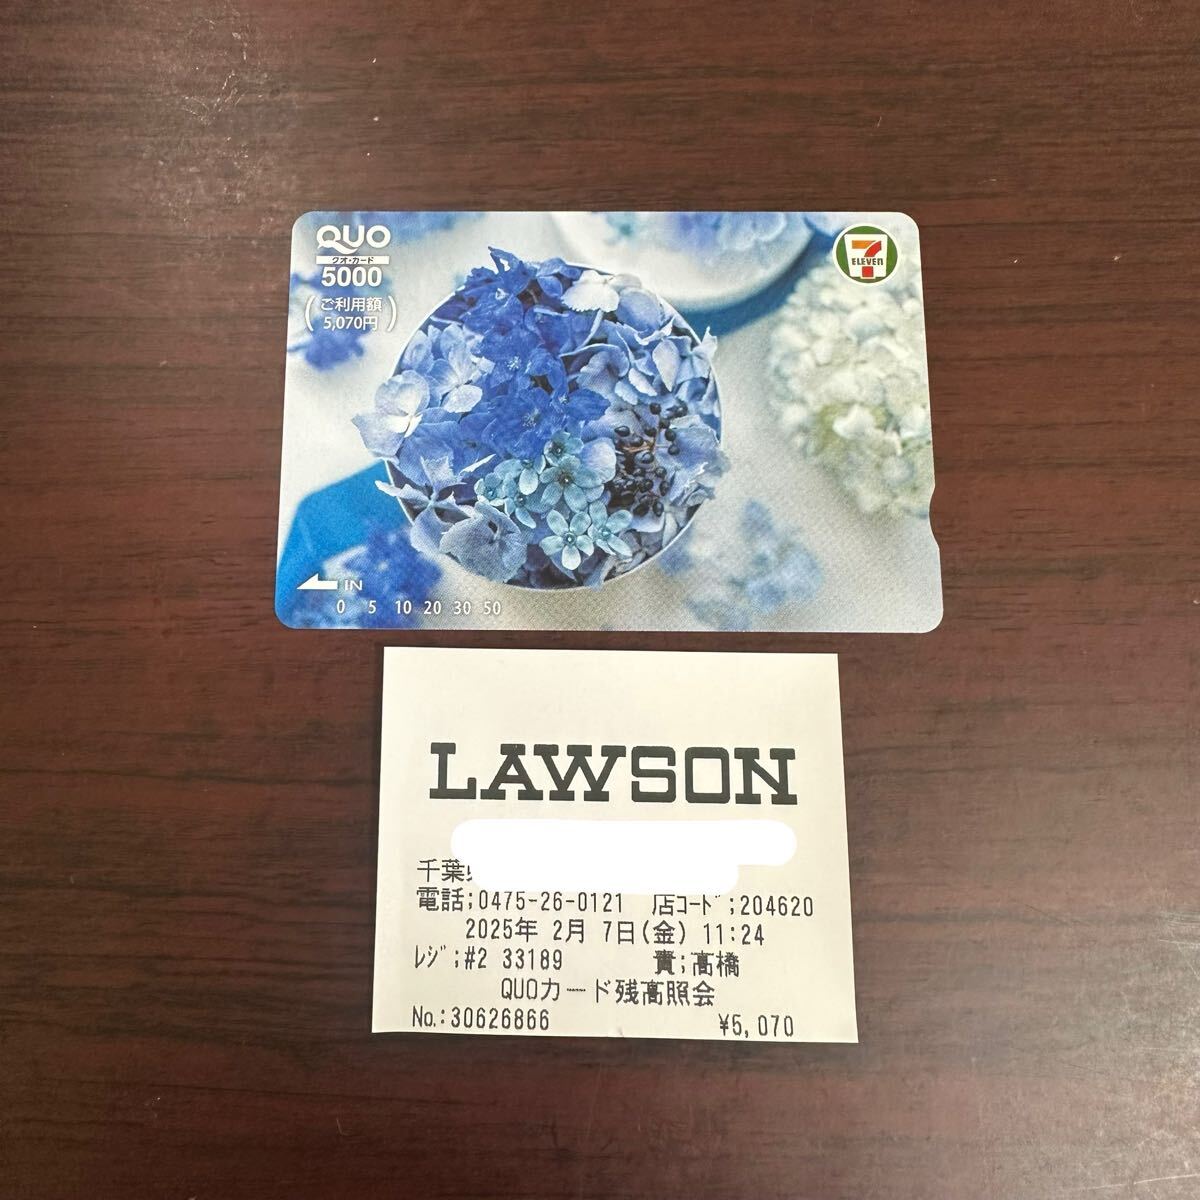 QUO
クオ・カード
5000
(ご利用額
5,070円)
7
ELEVEn
IN
0 5 10 20 30 50
LAWSON
千葉
電話;0475-26-0121 店コード;204620
2025年 2月 7日(金) 11:24
レジ;#2 33189 責;高橋
QUOカード残高照会
No.:30626866 ¥5,070